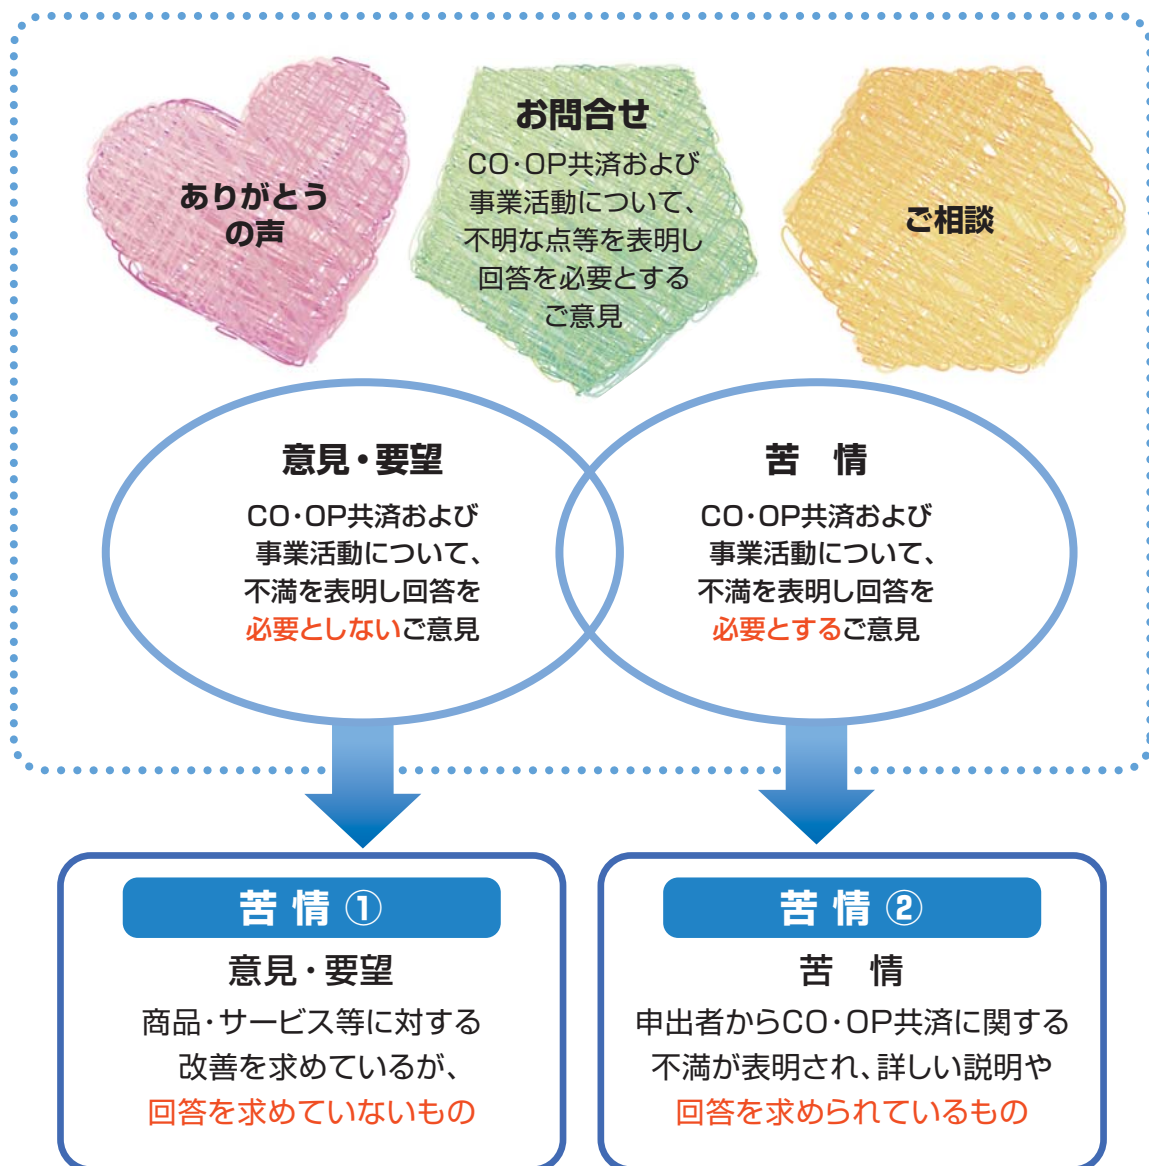 ありがとう
の声
お問合せ
CO・OP共済および
事業活動について、
不明な点等を表明し
回答を必要とする
ご意見
ご相談
意見・要望
CO・OP共済および
事業活動について、
不満を表明し回答を
必要としないご意見
苦　情
CO・OP共済および
事業活動について、
不満を表明し回答を
必要とするご意見
苦 情 ①
意見・要望
商品・サービス等に対する
改善を求めているが、
回答を求めていないもの
苦 情 ②
苦　情
申出者からCO・OP共済に関する
不満が表明され、詳しい説明や
回答を求められているもの